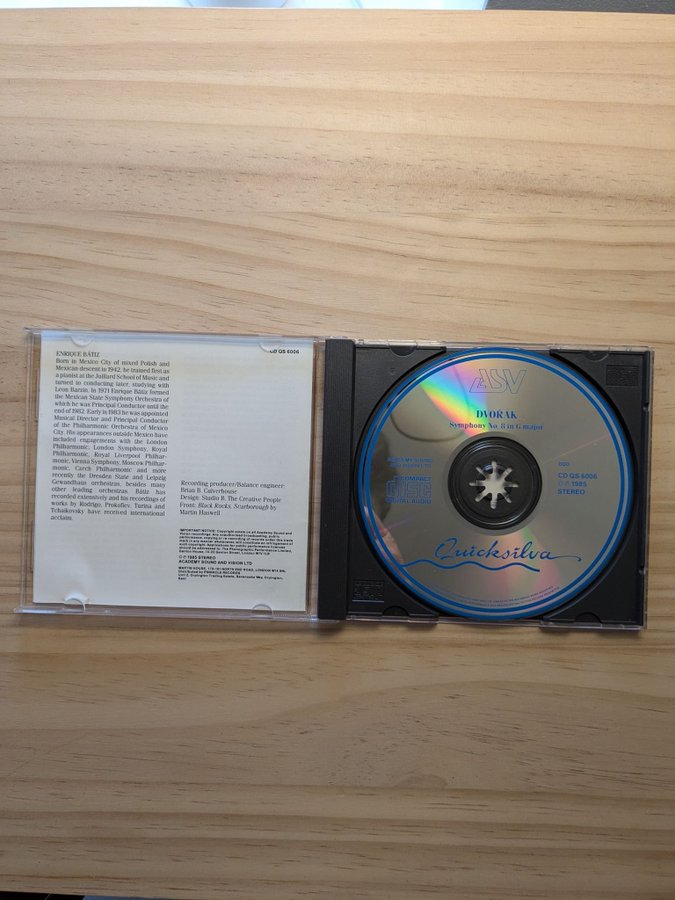 CD QS 6006
ENRIQUE BÁTIZ
Born in Mexico City of mixed Polish and
Mexican descent in 1942, he trained first as
a pianist at the Juilliard School of Music and
turned to conducting later, studying with
Leon Barzin. In 1971 Enrique Bátiz formed
the Mexican State Symphony Orchestra of
which he was Principal Conductor until the
end of 1982. Early in 1983 he was appointed
Musical Director and Principal Conductor
of the Philharmonic Orchestra of Mexico
City. His appearances outside Mexico have
included engagements with the London
Philharmonic, London Symphony, Royal
Philharmonic, Royal Liverpool Philhar-
monic, Vienna Symphony, Moscow Philhar-
monic, Czech Philharmonic and more
recently the Dresden State and Leipzig
Gewandhaus orchestras, besides many
other leading orchestras. Bátiz has
recorded extensively and his recordings of
works by Rodrigo, Prokofiev, Turina and
Tchaikovsky have received international
acclaim.
Recording producer/Balance engineer:
Brian B. Culverhouse
Design: Studio B. The Creative People
Front: Black Rocks, Scarborough by
Martin Haswell
℗ © 1985 STEREO
ACADEMY SOUND AND VISION LTD
ASV
DVOŘAK
Symphony No. 8 in G major
COMPACT
disc
DIGITAL AUDIO
DDD
CD QS 6006
© ℗ 1985
STEREO
Quicksilva